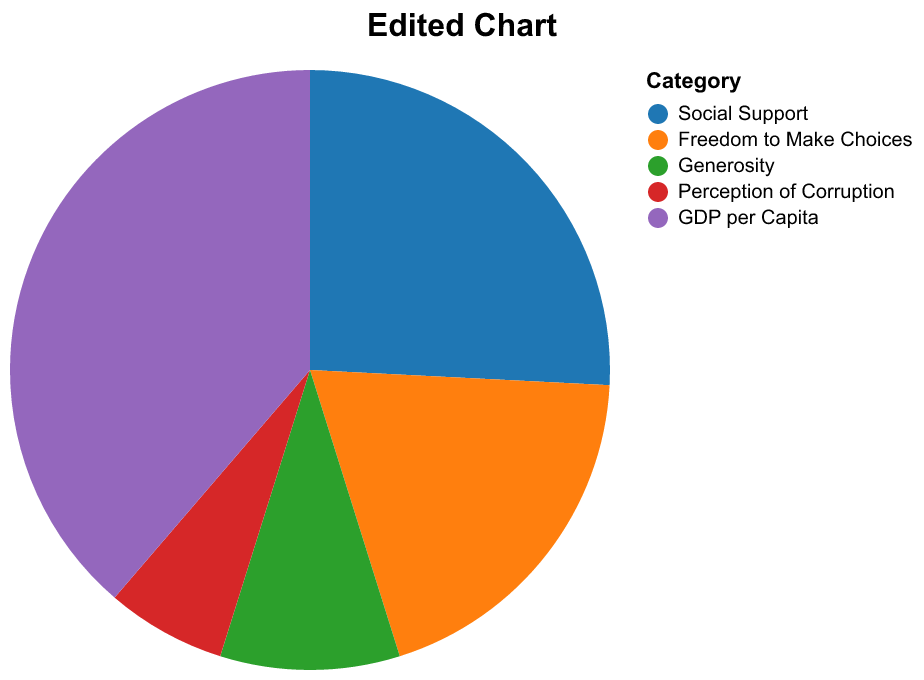 Edited Chart
Category
Social Support
Freedom to Make Choices
Generosity
Perception of Corruption
GDP per Capita